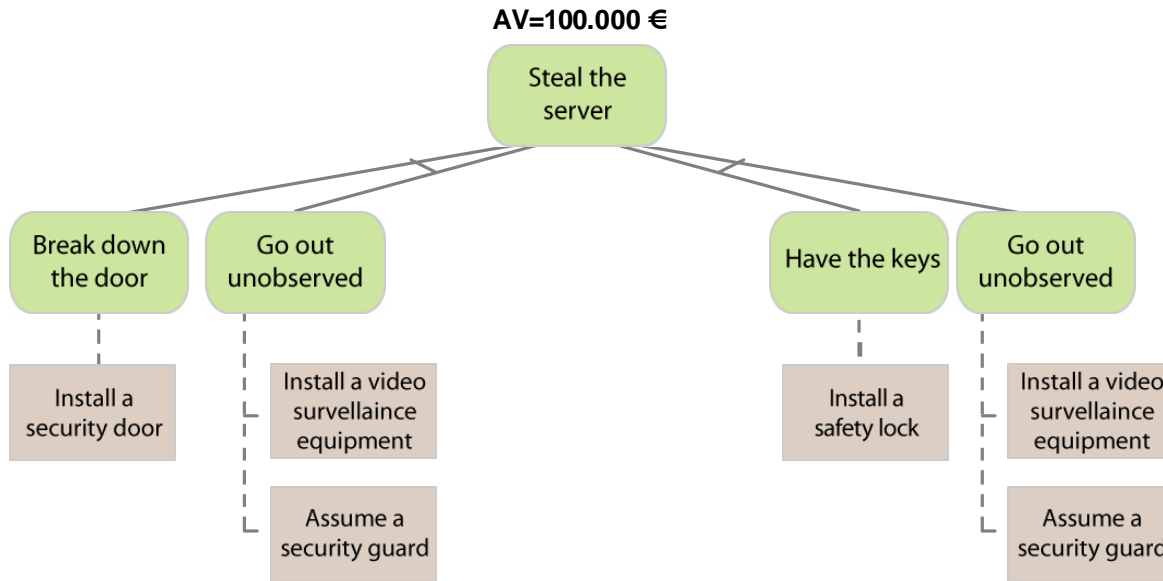 AV=100.000 €
Steal the
server
Break down
the door
Go out
unobserved
Have the keys
Go out
unobserved
Install a
security door
Install a video
survellaince
equipment
Install a
safety lock
Install a video
survellaince
equipment
Assume a
security guard
Assume a
security guard